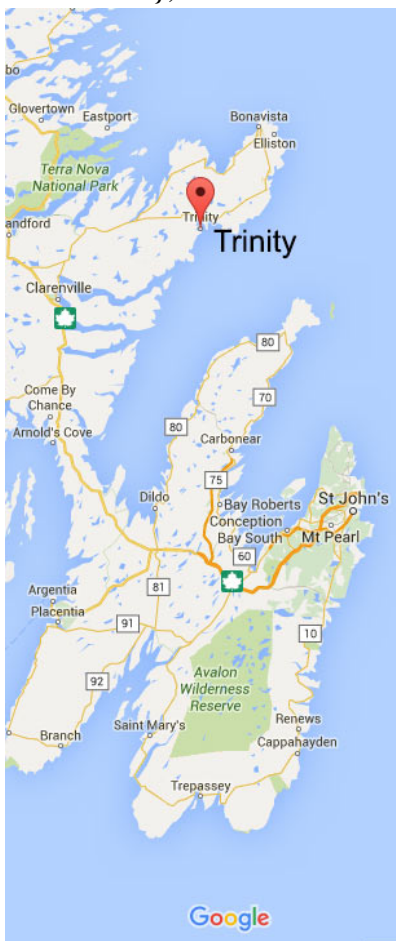 bo
Glovertown
Eastport
Bonavista
Elliston
Terra Nova
National Park
Trinity
andford
Trinity
Clarenville
80
70
Come By
Chance
80
Arnold's Cove
Carbonear
75
Dildo
Bay Roberts
St John's
Conception
Bay South
Mt Pearl
60
81
Argentia
Placentia
91
10
92
Avalon
Wilderness
Reserve
Saint Mary's
Renews
Branch
Cappahayden
Trepassey
Google